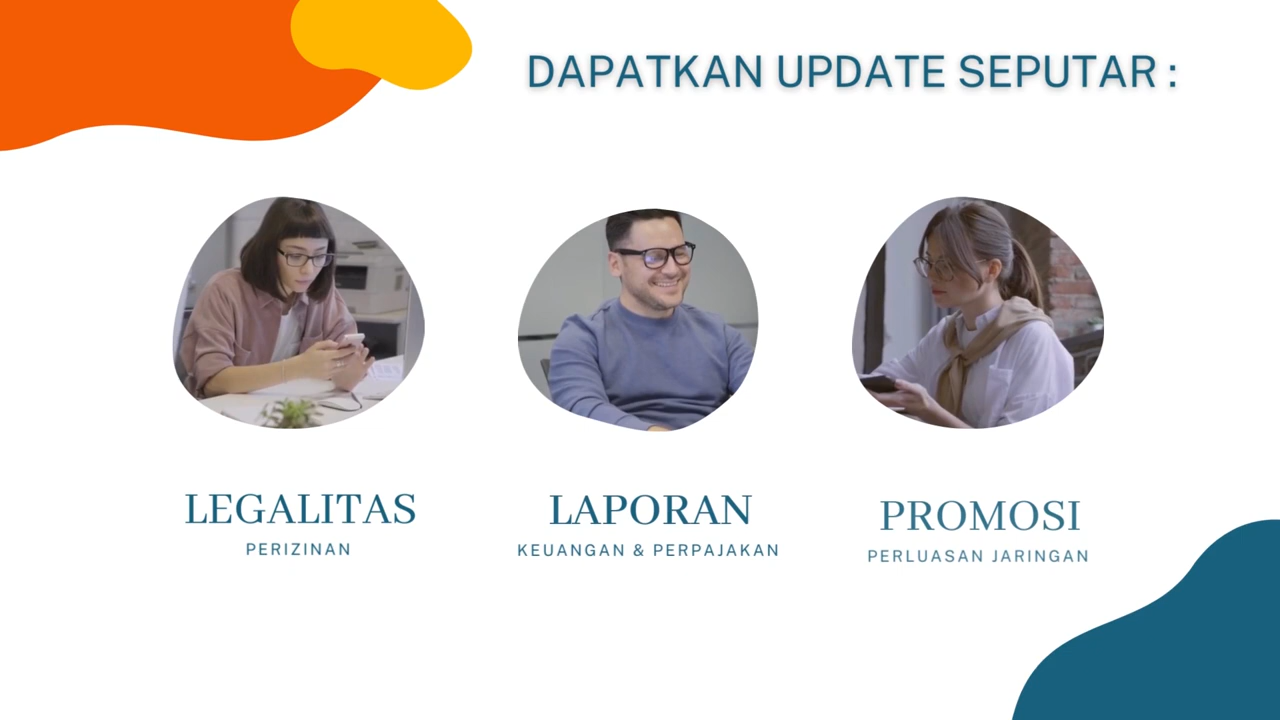 DAPATKAN UPDATE SEPUTAR :
LEGALITAS
PERIZINAN
LAPORAN
KEUANGAN & PERPAJAKAN
PROMOSI
PERLUASAN JARINGAN